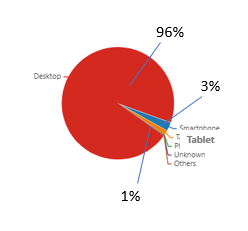 96%
Desktop
3%
Smartphone
Tablet
Unknown
Others
1%